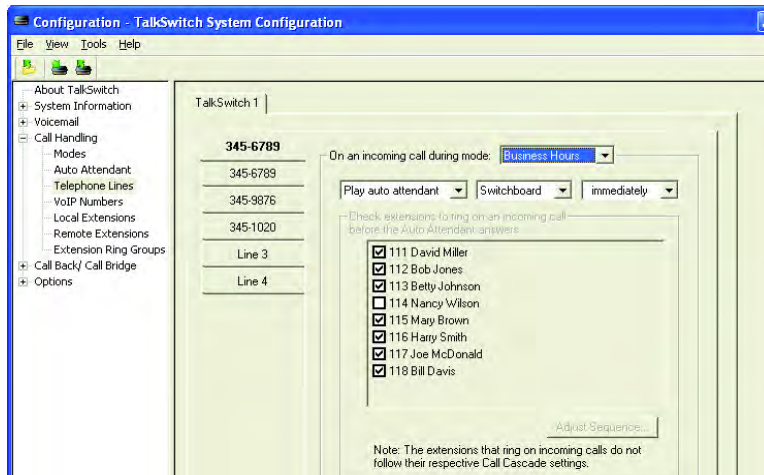 Configuration - TalkSwitch System Configuration
File View Tools Help
About TalkSwitch
System Information
Voicemail
Call Handling
Modes
Auto Attendant
Telephone Lines
VoIP Numbers
Local Extensions
Remote Extensions
Extension Ring Groups
Call Back/ Call Bridge
Options
TalkSwitch 1
345-6789
345-6789
345-9876
345-1020
Line 3
Line 4
On an incoming call during mode: Business Hours
Play auto attendant Switchboard immediately
Check extensions to ring on an incoming call
before the Auto Attendant answers
111 David Miller
112 Bob Jones
113 Betty Johnson
114 Nancy Wilson
115 Mary Brown
116 Harry Smith
117 Joe McDonald
118 Bill Davis
Adjust Sequence...
Note: The extensions that ring on incoming calls do not
follow their respective Call Cascade settings.